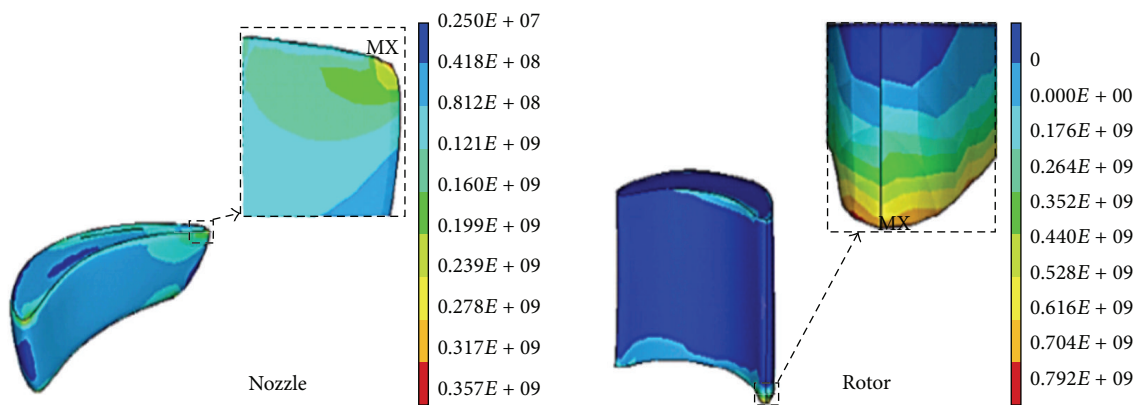 MX
0.250E + 07
0.418E + 08
0.812E + 08
0.121E + 09
0.160E + 09
0.199E + 09
0.239E + 09
0.278E + 09
0.317E + 09
0.357E + 09
Nozzle
MX
0
0.000E + 00
0.176E + 09
0.264E + 09
0.352E + 09
0.440E + 09
0.528E + 09
0.616E + 09
0.704E + 09
0.792E + 09
Rotor